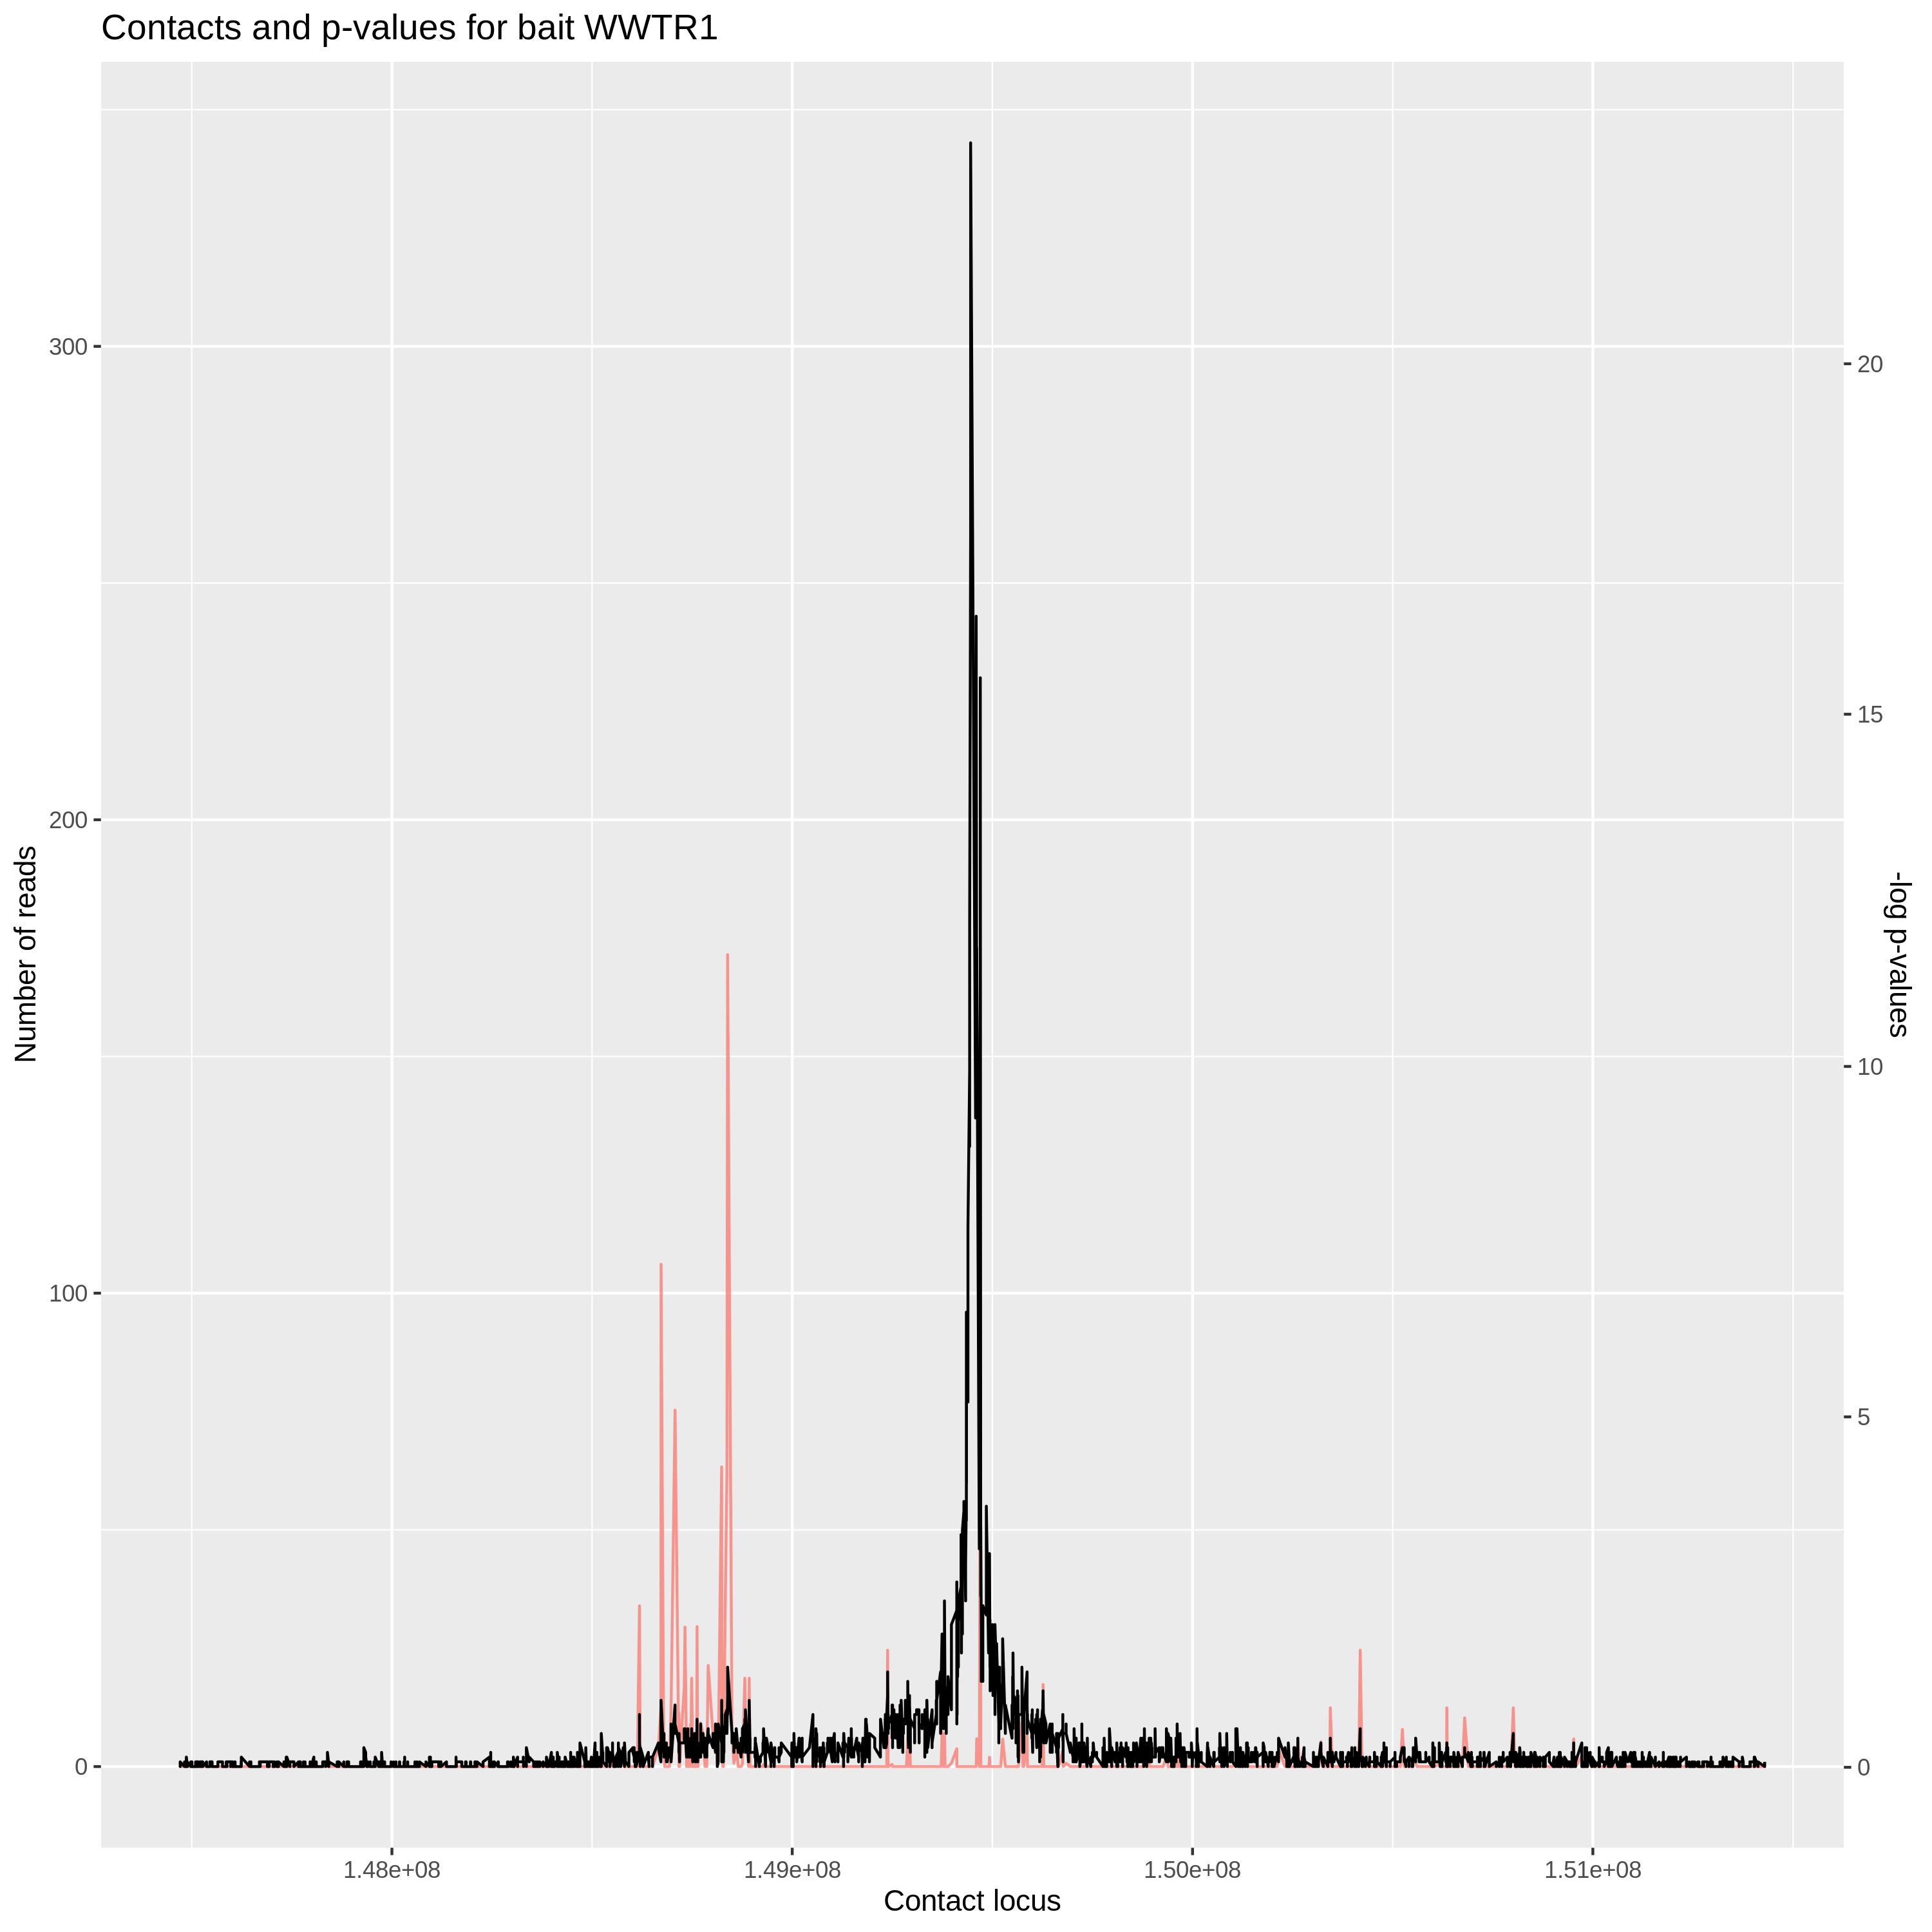 Contacts and p-values for bait WWTR1
300
200
100
0
Number of reads
20
15
10
5
0
-log p-values
1.48e+08
1.49e+08
1.50e+08
1.51e+08
Contact locus